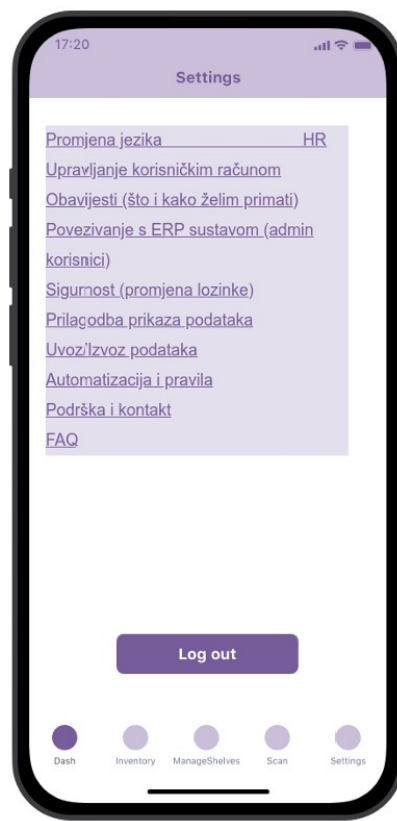 17:20
Settings
Promjena jezika HR
Upravljanje korisničkim računom
Obavijesti (što i kako želim primati)
Povezivanje s ERP sustavom (admin
korisnici)
Sigurnost (promjena lozinke)
Prilagodba prikaza podataka
Uvoz/Izvoz podataka
Automatizacija i pravila
Podrška i kontakt
FAQ
Log out
Dash Inventory ManageShelves Scan Settings